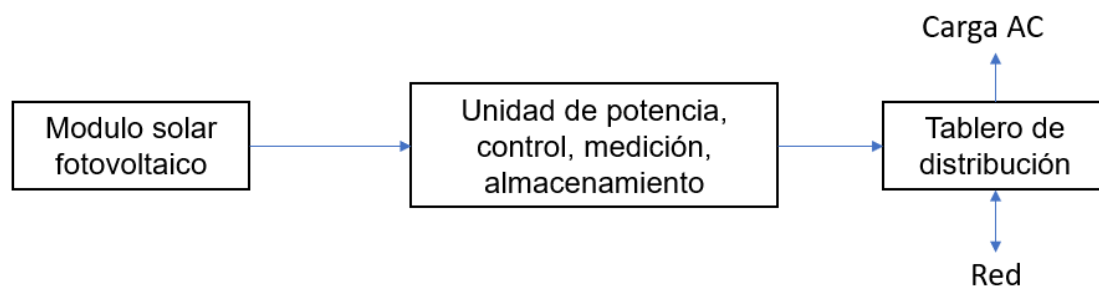 Carga AC
Modulo solar
fotovoltaico
Unidad de potencia,
control, medición,
almacenamiento
Tablero de
distribución
Red